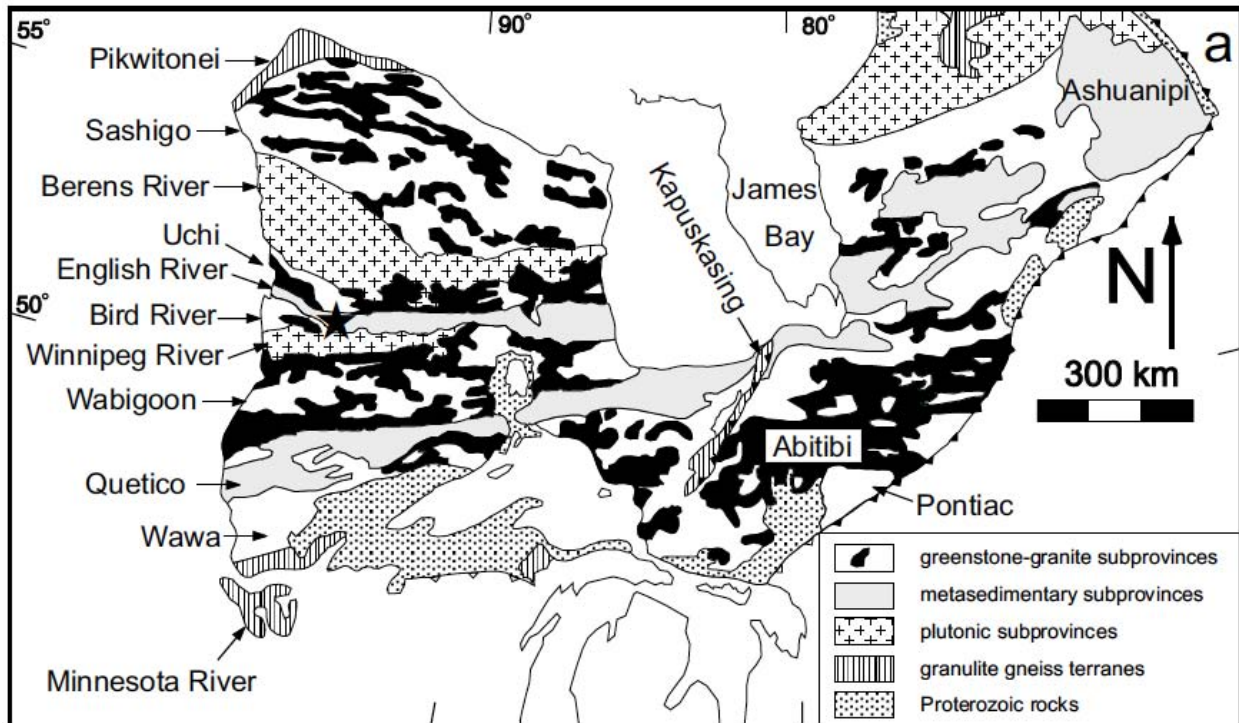 55°
90°
80°
a
Pikwitonei
Ashuanipi
Sashigo
Kapuskasing
James
Bay
Berens River
Uchi
English River
N
50°
Bird River
Winnipeg River
300 km
Wabigoon
Abitibi
Quetico
Pontiac
Wawa
greenstone-granite subprovinces
metasedimentary subprovinces
plutonic subprovinces
granulite gneiss terranes
Proterozoic rocks
Minnesota River